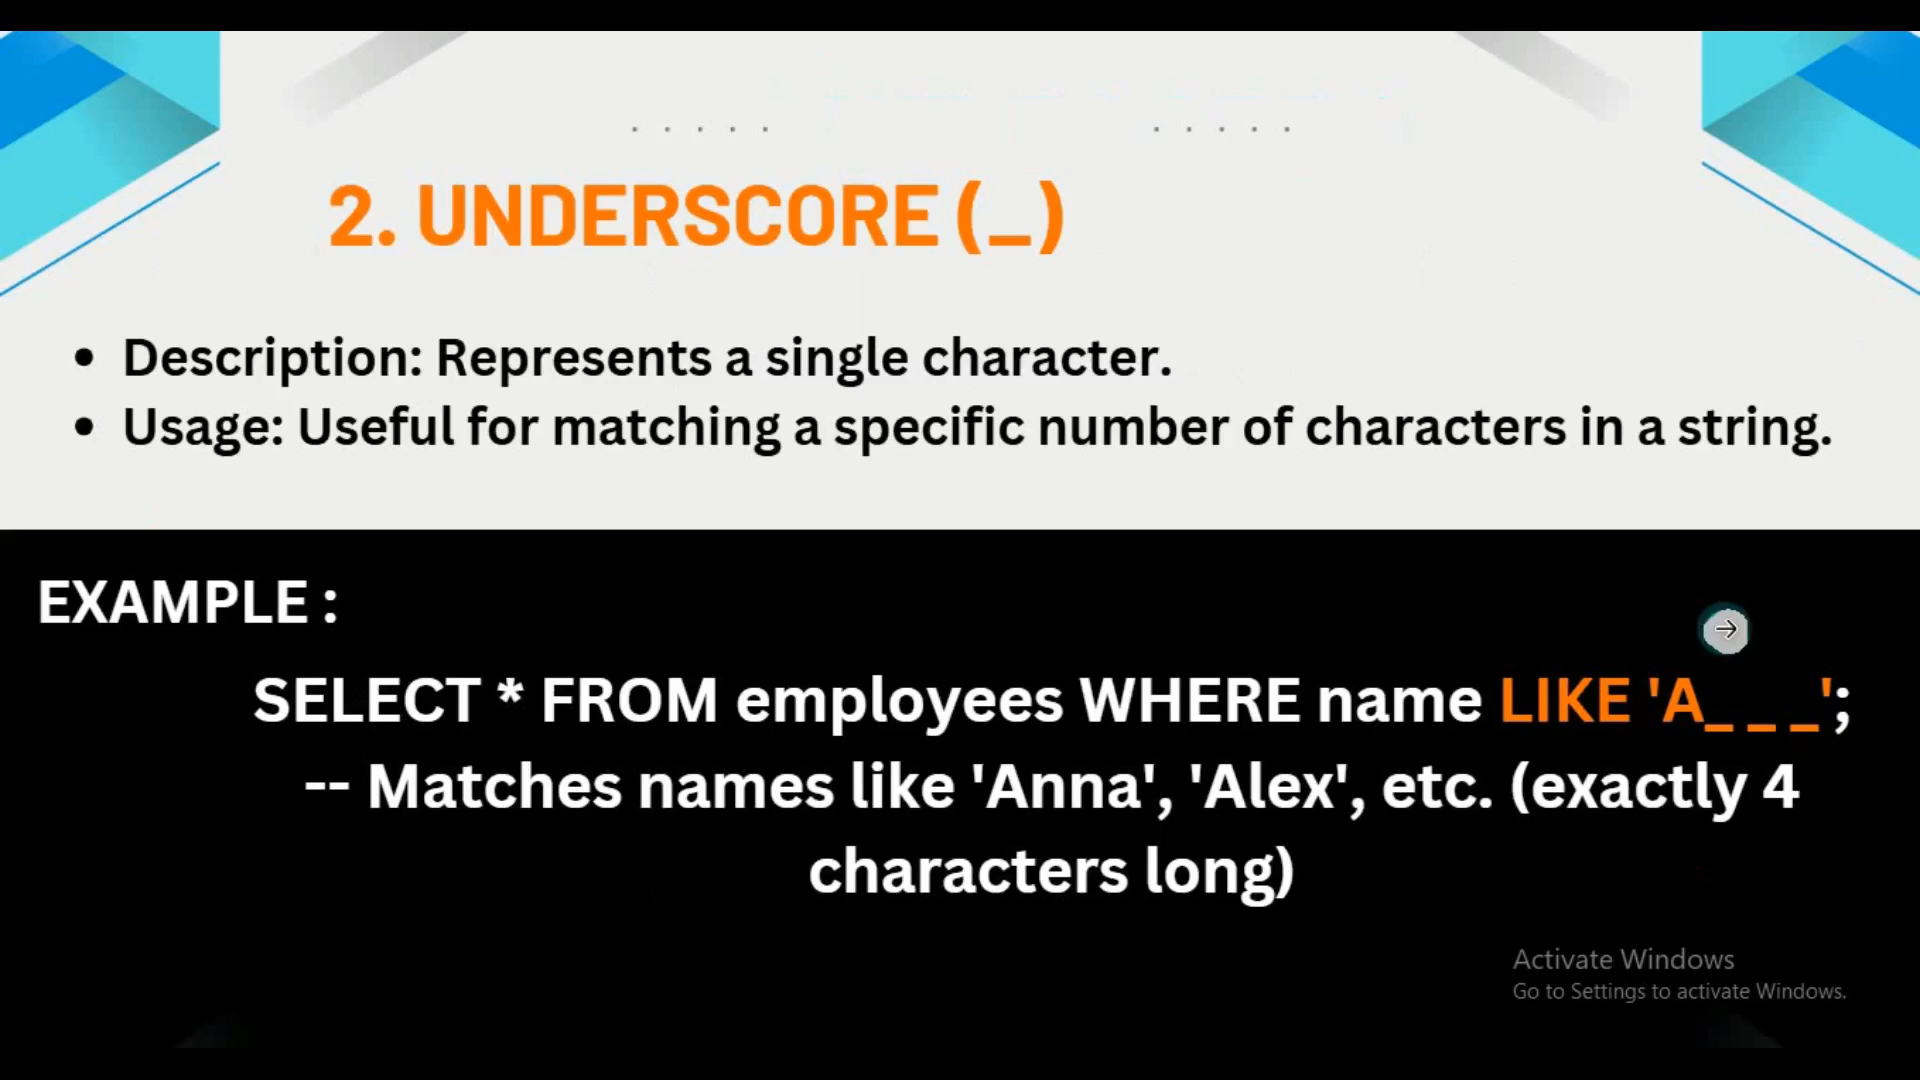 2. UNDERSCORE (_)
• Description: Represents a single character.
• Usage: Useful for matching a specific number of characters in a string.
EXAMPLE :
SELECT * FROM employees WHERE name LIKE 'A_ _ _';
-- Matches names like 'Anna', 'Alex', etc. (exactly 4
characters long)
Activate Windows
Go to Settings to activate Windows.